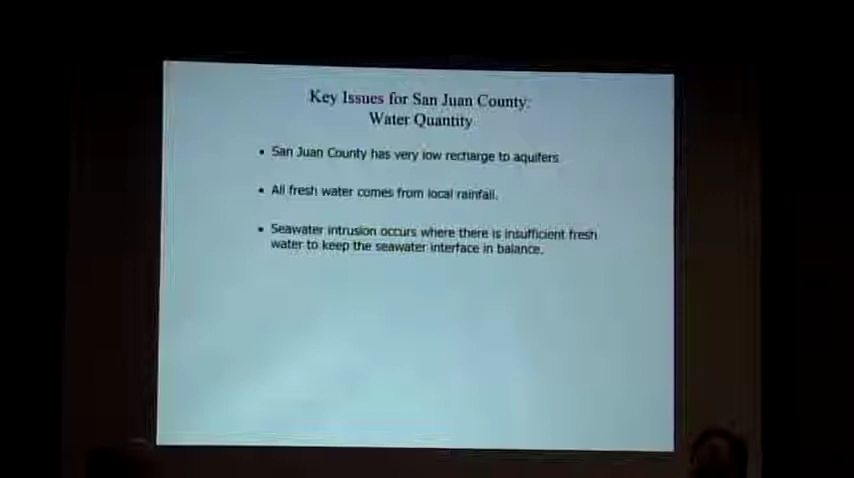 Key Issues for San Juan County:
Water Quantity
• San Juan County has very low recharge to aquifers
• All fresh water comes from local rainfall.
• Seawater intrusion occurs where there is insufficient fresh
water to keep the seawater interface in balance.